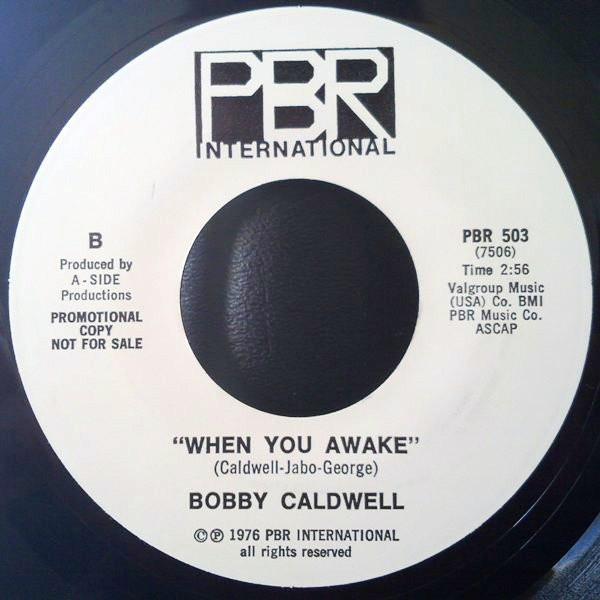 PBR
INTERNATIONAL
B
Produced by
A-SIDE
Productions
PROMOTIONAL
COPY
NOT FOR SALE
PBR 503
(7506)
Time 2:56
Valgroup Music
(USA) Co. BMI
PBR Music Co.
ASCAP
"WHEN YOU AWAKE"
(Caldwell-Jabo-George)
BOBBY CALDWELL
©℗ 1976 PBR INTERNATIONAL
all rights reserved